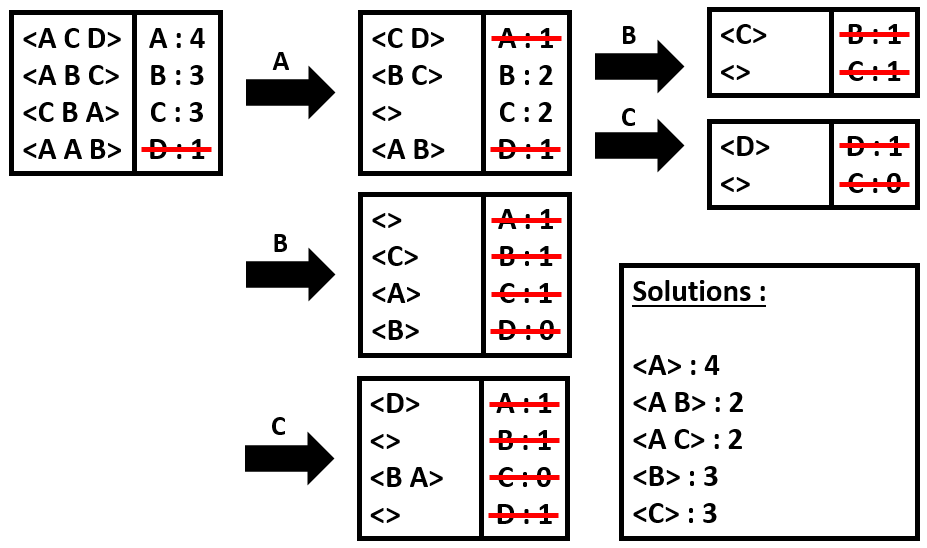 <A C D> A : 4
<A B C> B : 3
<C B A> C : 3
<A A B> D : 1
A
<C D> A : 1
<B C> B : 2
<> C : 2
<A B> D : 1
B
<C> B : 1
<> C : 1
C
<D> D : 1
<> C : 0
B
<> A : 1
<C> B : 1
<A> C : 1
<B> D : 0
C
<D> A : 1
<> B : 1
<B A> C : 0
<> D : 1
Solutions :
<A> : 4
<A B> : 2
<A C> : 2
<B> : 3
<C> : 3